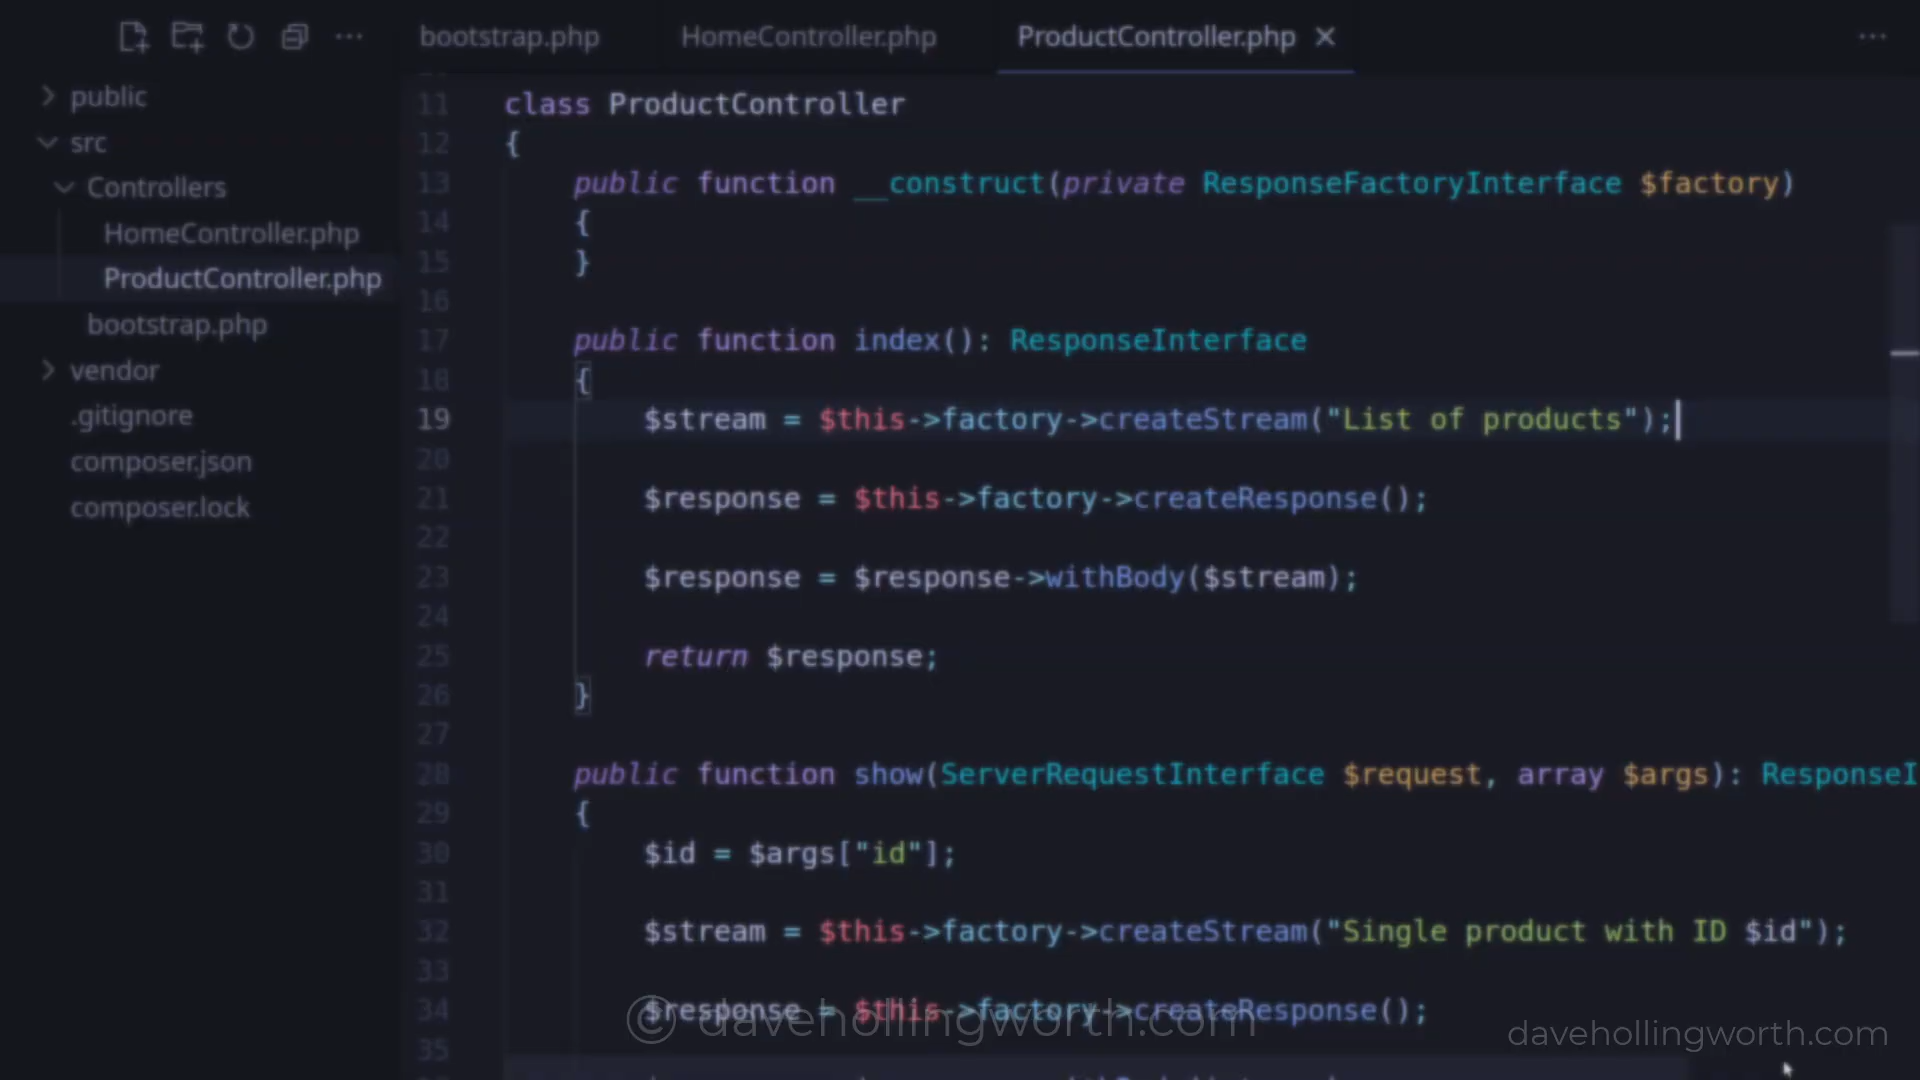 bootstrap.php HomeController.php ProductController.php
public
src
Controllers
HomeController.php
ProductController.php
bootstrap.php
vendor
.gitignore
composer.json
composer.lock
11 class ProductController
12 {
13 public function __construct(private ResponseFactoryInterface $factory)
14 {
15 }
16
17 public function index(): ResponseInterface
18 {
19 $stream = $this->factory->createStream("List of products");
20
21 $response = $this->factory->createResponse();
22
23 $response = $response->withBody($stream);
24
25 return $response;
26 }
27
28 public function show(ServerRequestInterface $request, array $args): ResponseI
29 {
30 $id = $args["id"];
31
32 $stream = $this->factory->createStream("Single product with ID $id");
33
34 $response = $this->factory->createResponse();
35
© davehollingworth.com
davehollingworth.com